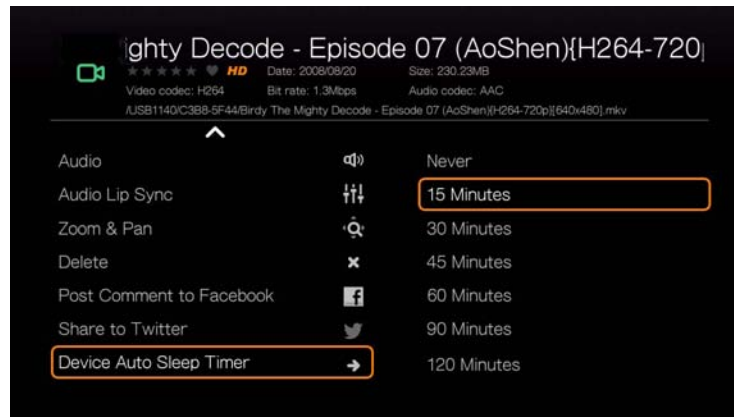 ighty Decode - Episode 07 (AoShen){H264-720p
HD Date: 2008/08/20 Size: 230.23MB
Video codec: H264 Bit rate: 1.3Mbps Audio codec: AAC
/USB1140/C3B8-5F44/Birdy The Mighty Decode - Episode 07 (AoShen){H264-720p}[640x480].mkv
Audio Never
Audio Lip Sync 15 Minutes
Zoom & Pan 30 Minutes
Delete 45 Minutes
Post Comment to Facebook 60 Minutes
Share to Twitter 90 Minutes
Device Auto Sleep Timer 120 Minutes